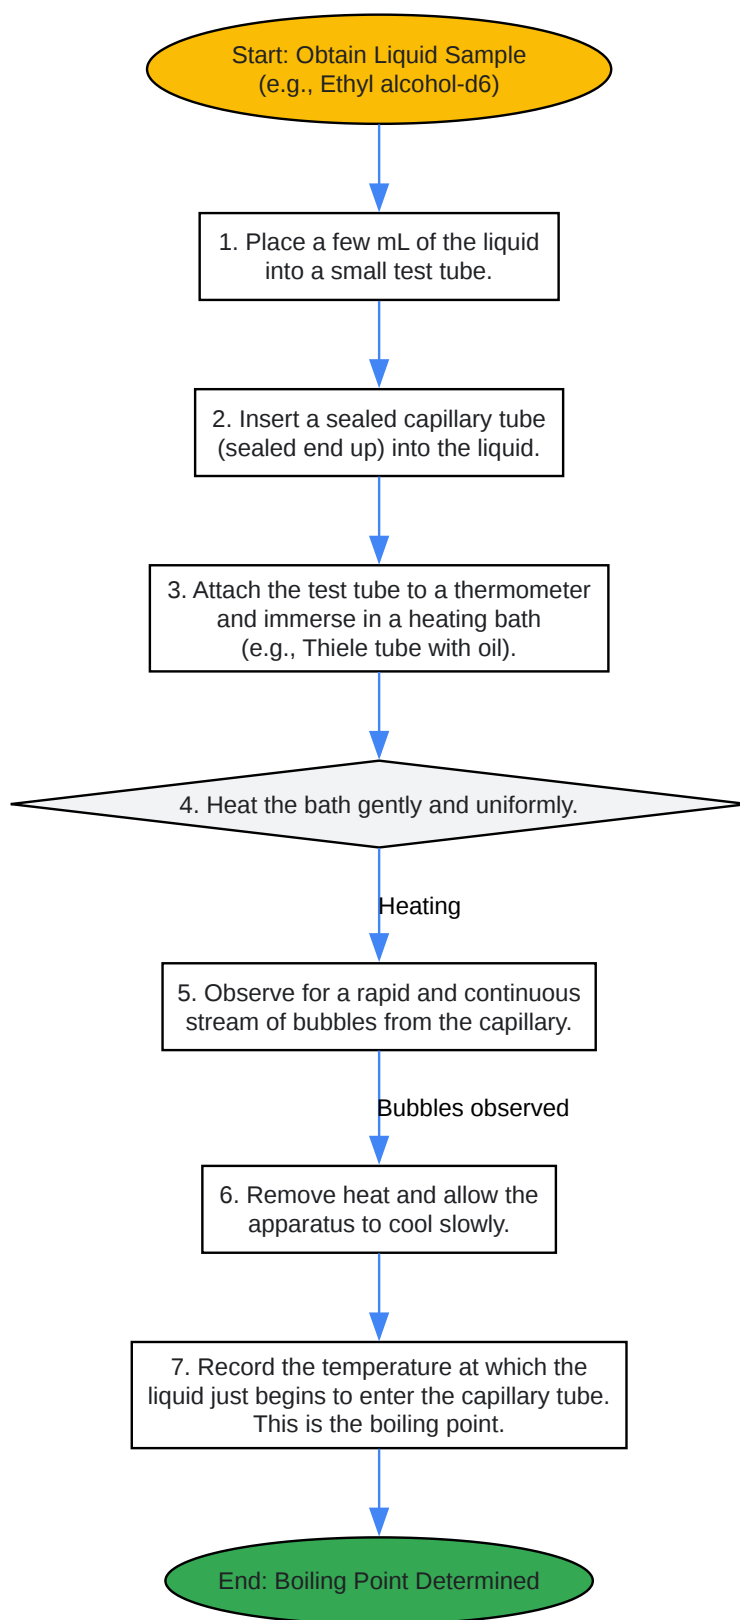 Start: Obtain Liquid Sample
(e.g., Ethyl alcohol-d6)
1. Place a few mL of the liquid
into a small test tube.
2. Insert a sealed capillary tube
(sealed end up) into the liquid.
3. Attach the test tube to a thermometer
and immerse in a heating bath
(e.g., Thiele tube with oil).
4. Heat the bath gently and uniformly.
Heating
5. Observe for a rapid and continuous
stream of bubbles from the capillary.
Bubbles observed
6. Remove heat and allow the
apparatus to cool slowly.
7. Record the temperature at which the
liquid just begins to enter the capillary tube.
This is the boiling point.
End: Boiling Point Determined